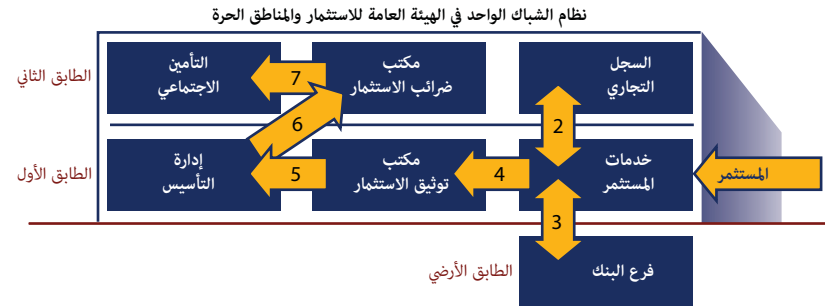 نظام الشباك الواحد في الهيئة العامة للاستثمار والمناطق الحرة
الطابق الثاني
السجل
التجاري
مكتب
ضرائب الاستثمار
7
التأمين
الاجتماعي
2
6
الطابق الأول
المستثمر
خدمات
المستثمر
4
مكتب
توثيق الاستثمار
5
إدارة
التأسيس
3
فرع البنك
الطابق الأرضي